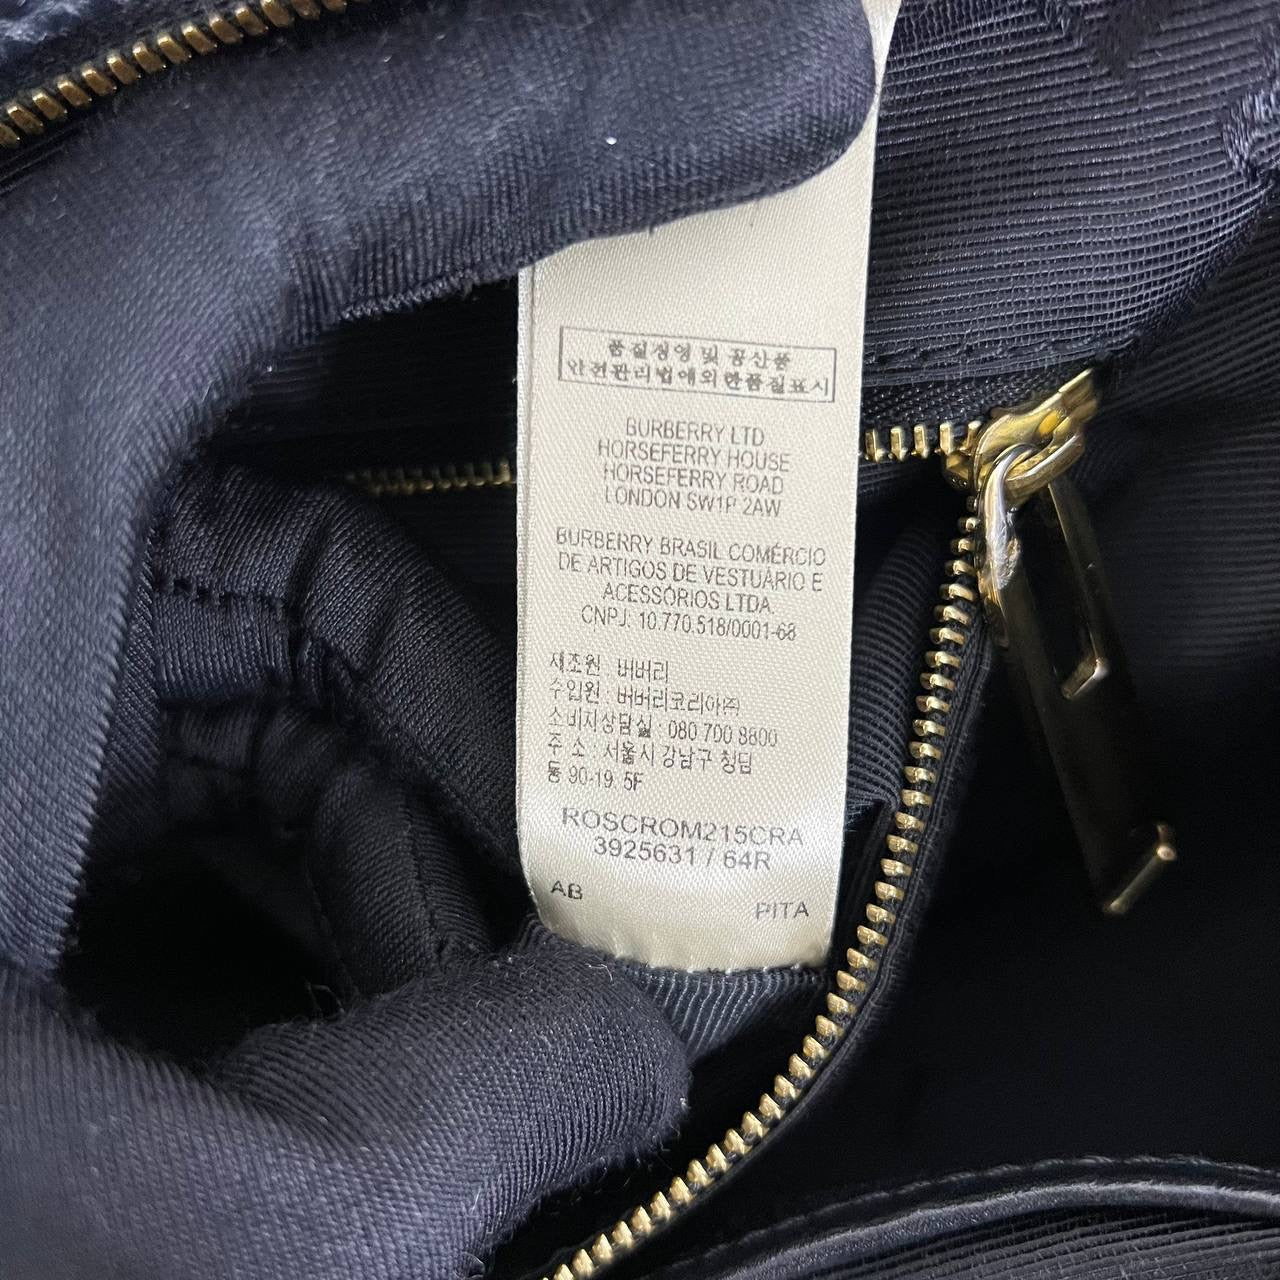 품질경영 및 공산품
안전관리법에의한품질표시
BURBERRY LTD
HORSEFERRY HOUSE
HORSEFERRY ROAD
LONDON SW1P 2AW
BURBERRY BRASIL COMÉRCIO
DE ARTIGOS DE VESTUÁRIO E
ACESSÓRIOS LTDA.
CNPJ: 10.770.518/0001-68
제조원 : 버버리
수입원 : 버버리코리아㈜
소비자상담실 : 080 700 8800
주 소 : 서울시 강남구 청담
동 90-19. 5F
ROSCROM215CRA
3925631 / 64R
AB
PITA